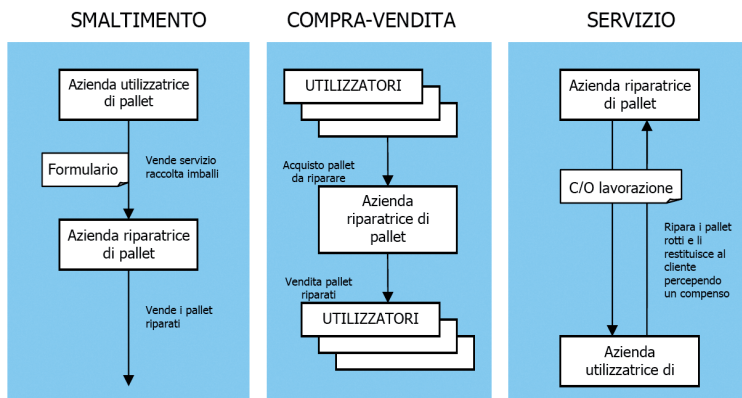 SMALTIMENTO
Azienda utilizzatrice
di pallet
Formulario
Vende servizio
raccolta imballi
Azienda riparatrice
di pallet
Vende i pallet
riparati
COMPRA-VENDITA
UTILIZZATORI
Acquisto pallet
da riparare
Azienda
riparatrice di
pallet
Vendita pallet
riparati
UTILIZZATORI
SERVIZIO
Azienda riparatrice
di pallet
C/O lavorazione
Ripara i pallet
rotti e li
restituisce al
cliente
percependo
un compenso
Azienda
utilizzatrice di